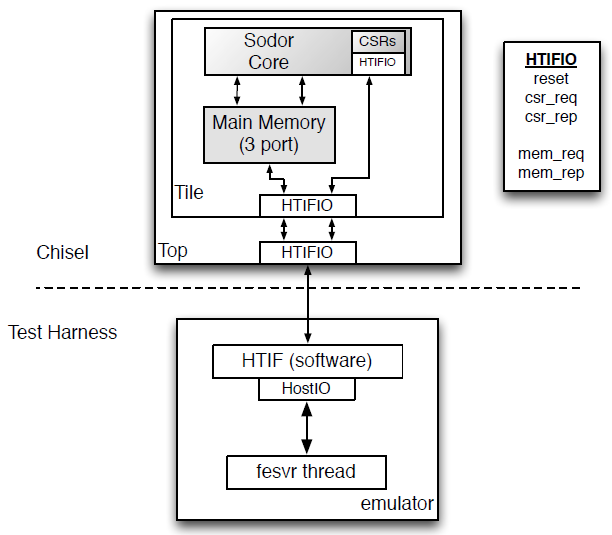 Sodor
Core
CSRs
HTIFIO
Main Memory
(3 port)
Tile
HTIFIO
Top
HTIFIO
Chisel
HTIFIO
reset
csr_req
csr_rep
mem_req
mem_rep
Test Harness
HTIF (software)
HostIO
fesvr thread
emulator